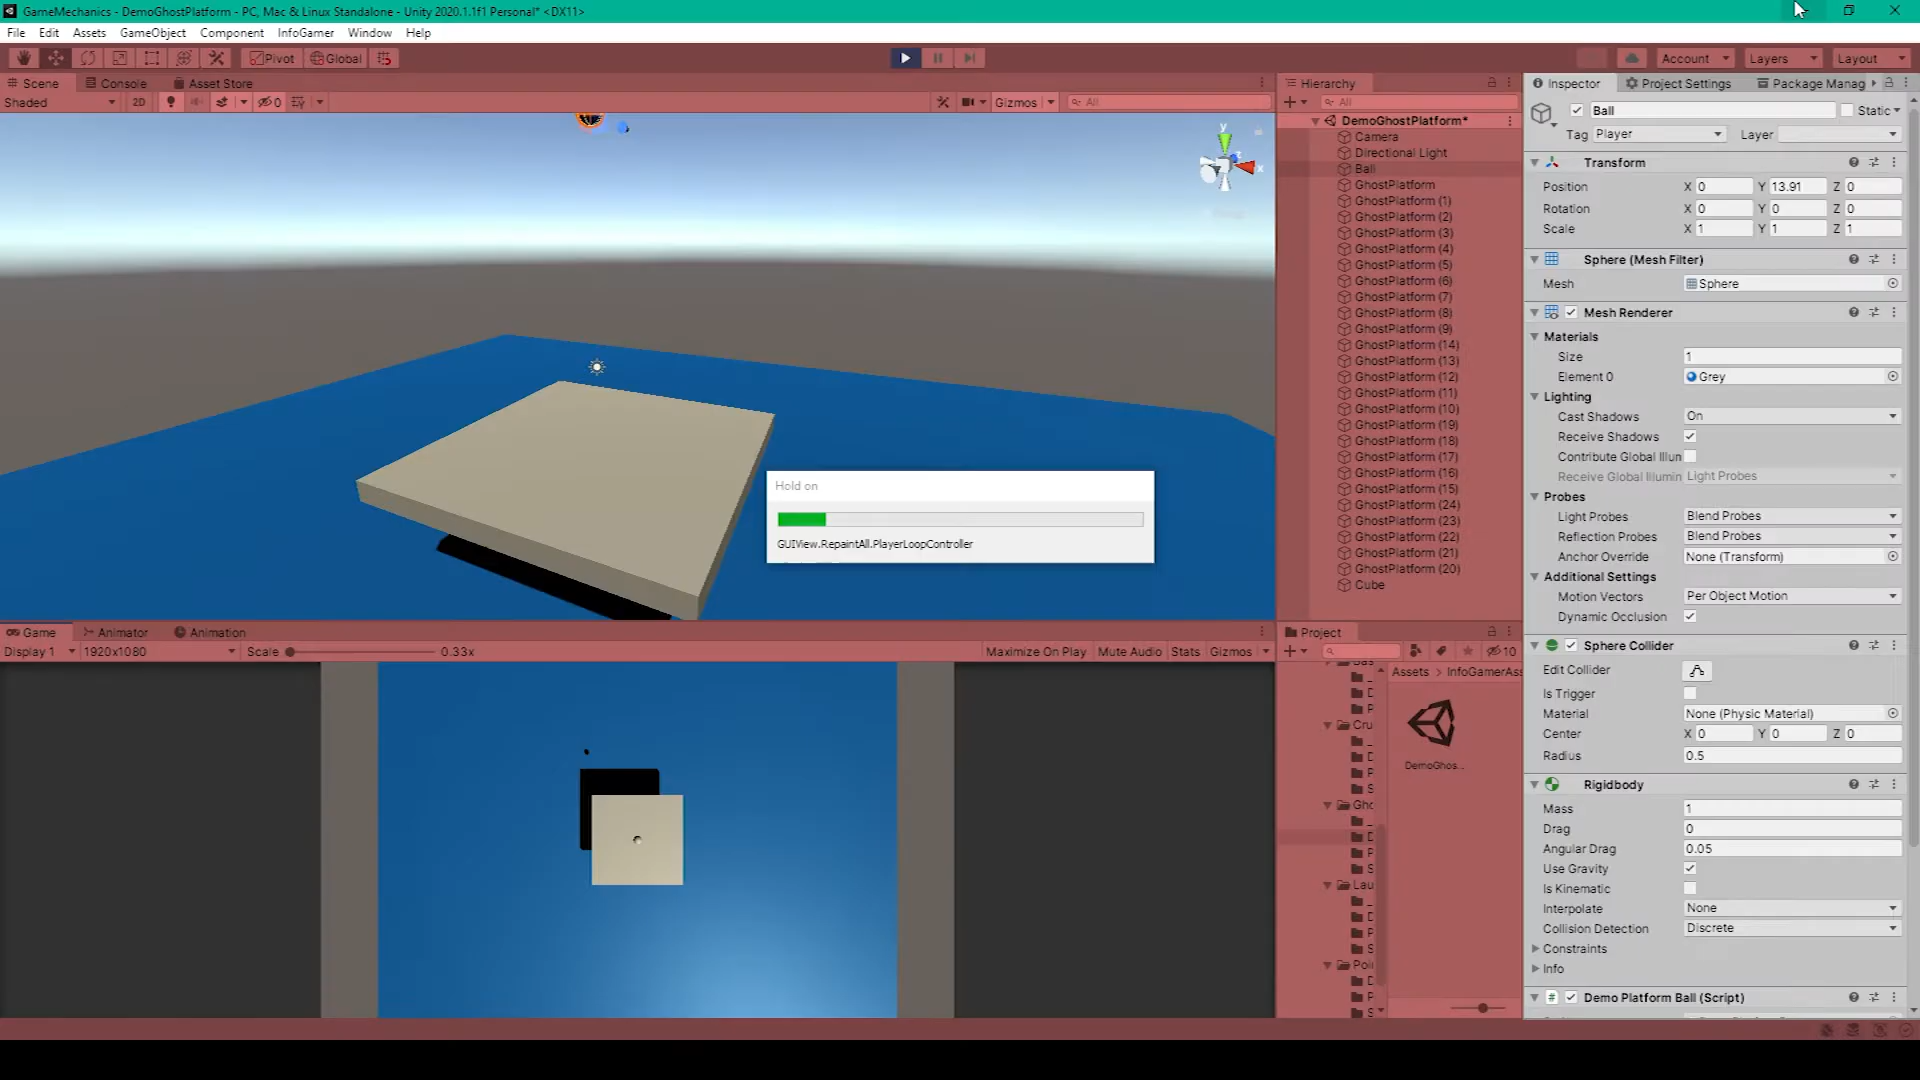 GameMechanics - DemoGhostPlatform - PC, Mac & Linux Standalone - Unity 2020.1.1f1 Personal* <DX11>
File Edit Assets GameObject Component InfoGamer Window Help
Pivot Global Account Layers Layout
Scene Console Asset Store
Shaded 2D 0 Gizmos All
y
x
Hold on
GUIView.RepaintAll.PlayerLoopController
Game Animator Animation
Display 1 1920x1080 Scale 0.33x Maximize On Play Mute Audio Stats Gizmos
Hierarchy
All
DemoGhostPlatform*
Camera
Directional Light
Ball
GhostPlatform
GhostPlatform (1)
GhostPlatform (2)
GhostPlatform (3)
GhostPlatform (4)
GhostPlatform (5)
GhostPlatform (6)
GhostPlatform (7)
GhostPlatform (8)
GhostPlatform (9)
GhostPlatform (14)
GhostPlatform (13)
GhostPlatform (12)
GhostPlatform (11)
GhostPlatform (10)
GhostPlatform (19)
GhostPlatform (18)
GhostPlatform (17)
GhostPlatform (16)
GhostPlatform (15)
GhostPlatform (24)
GhostPlatform (23)
GhostPlatform (22)
GhostPlatform (21)
GhostPlatform (20)
Cube
Project
10
Assets > InfoGamerAss
Cru
Gho
Lau
Poi
DemoGhos...
Inspector Project Settings Package Manag
Ball Static
Tag Player Layer
Transform
Position X 0 Y 13.91 Z 0
Rotation X 0 Y 0 Z 0
Scale X 1 Y 1 Z 1
Sphere (Mesh Filter)
Mesh Sphere
Mesh Renderer
Materials
Size 1
Element 0 Grey
Lighting
Cast Shadows On
Receive Shadows
Contribute Global Illun
Receive Global Illumin Light Probes
Probes
Light Probes Blend Probes
Reflection Probes Blend Probes
Anchor Override None (Transform)
Additional Settings
Motion Vectors Per Object Motion
Dynamic Occlusion
Sphere Collider
Edit Collider
Is Trigger
Material None (Physic Material)
Center X 0 Y 0 Z 0
Radius 0.5
Rigidbody
Mass 1
Drag 0
Angular Drag 0.05
Use Gravity
Is Kinematic
Interpolate None
Collision Detection Discrete
Constraints
Info
# Demo Platform Ball (Script)